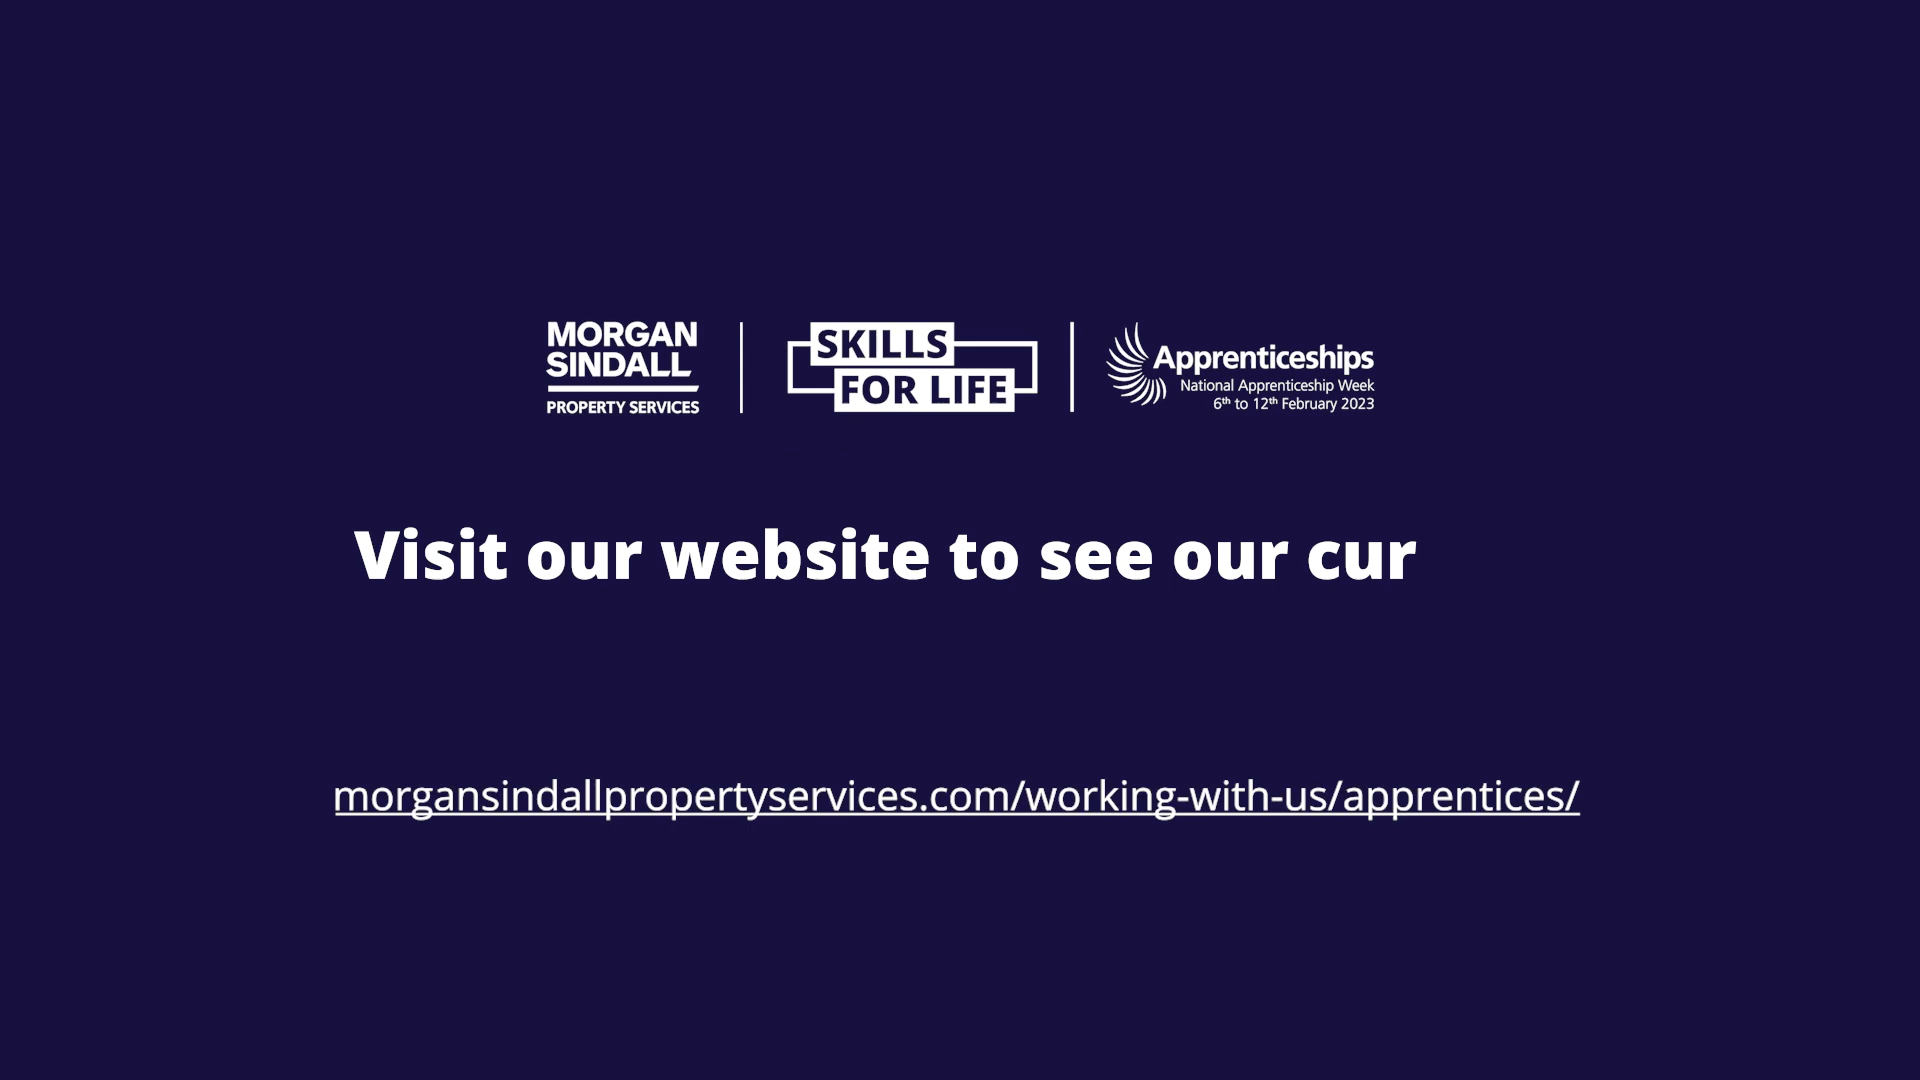 MORGAN
SINDALL
PROPERTY SERVICES
SKILLS
FOR LIFE
Apprenticeships
National Apprenticeship Week
6th to 12th February 2023
Visit our website to see our cur
morgansindallpropertyservices.com/working-with-us/apprentices/